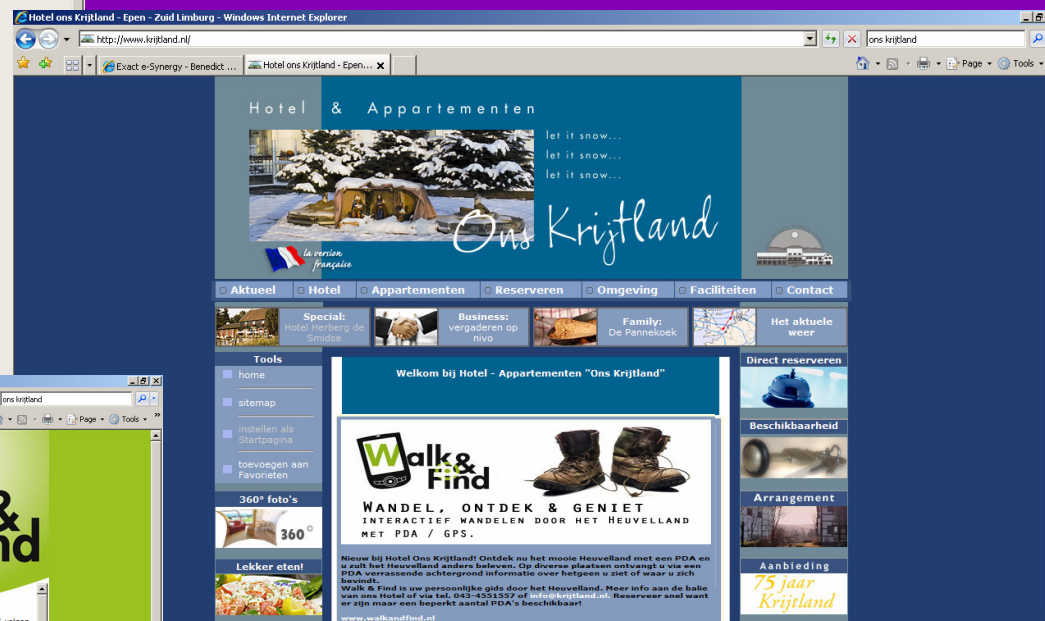 Hotel ons Krijtland - Epen - Zuid Limburg - Windows Internet Explorer
http://www.krijtland.nl/
ons krijtland
Exact e-Synergy - Benedict ...
Hotel ons Krijtland - Epen...
Page
Tools
Hotel & Appartementen
let it snow...
let it snow...
let it snow...
Ons Krijtland
la version
française
Aktueel
Hotel
Appartementen
Reserveren
Omgeving
Faciliteiten
Contact
Special:
Hotel Herberg de
Smidse
Business:
vergaderen op
nivo
Family:
De Pannekoek
Het aktuele
weer
Tools
home
sitemap
instellen als
Startpagina
toevoegen aan
Favorieten
360° foto's
360°
Lekker eten!
Welkom bij Hotel - Appartementen "Ons Krijtland"
Walk&
Find
WANDEL, ONTDEK & GENIET
INTERACTIEF WANDELEN DOOR HET HEUVELLAND
MET PDA / GPS.
Nieuw bij Hotel Ons Krijtland! Ontdek nu het mooie Heuvelland met een PDA en
u zult het Heuvelland anders beleven. Op diverse plaatsen ontvangt u via een
PDA verrassende achtergrond informatie over hetgeen u ziet of waar u zich
bevindt.
Walk & Find is uw persoonlijke gids door het Heuvelland. Meer info aan de balie
van ons Hotel of via tel. 043-4551557 of info@krijtland.nl. Reserveer snel want
er zijn maar een beperkt aantal PDA's beschikbaar!
www.walkandfind.nl
Direct reserveren
Beschikbaarheid
Arrangement
Aanbieding
75 jaar
Krijtland
ons krijtland
Page
Tools
&
nd